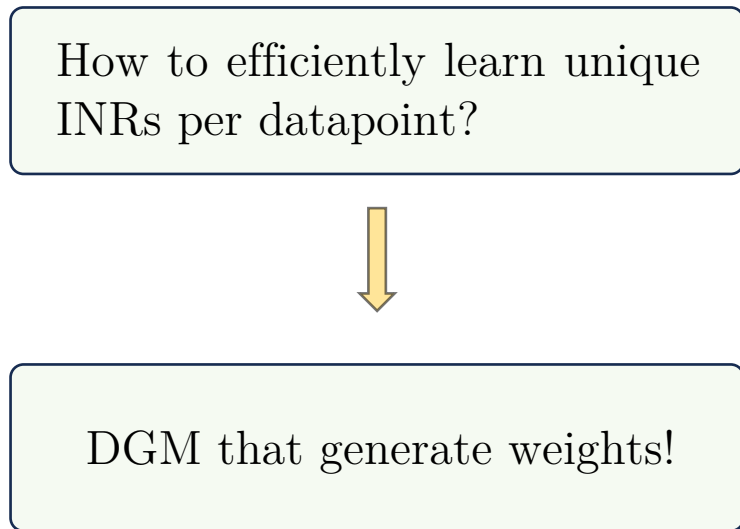 How to efficiently learn unique
INRs per datapoint?
DGM that generate weights!